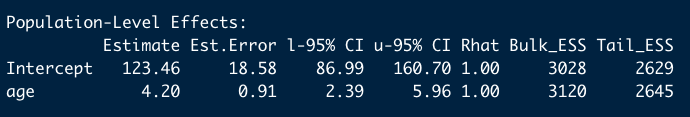 Population-Level Effects:
Estimate Est.Error l-95% CI u-95% CI Rhat Bulk_ESS Tail_ESS
Intercept 123.46 18.58 86.99 160.70 1.00 3028 2629
age 4.20 0.91 2.39 5.96 1.00 3120 2645